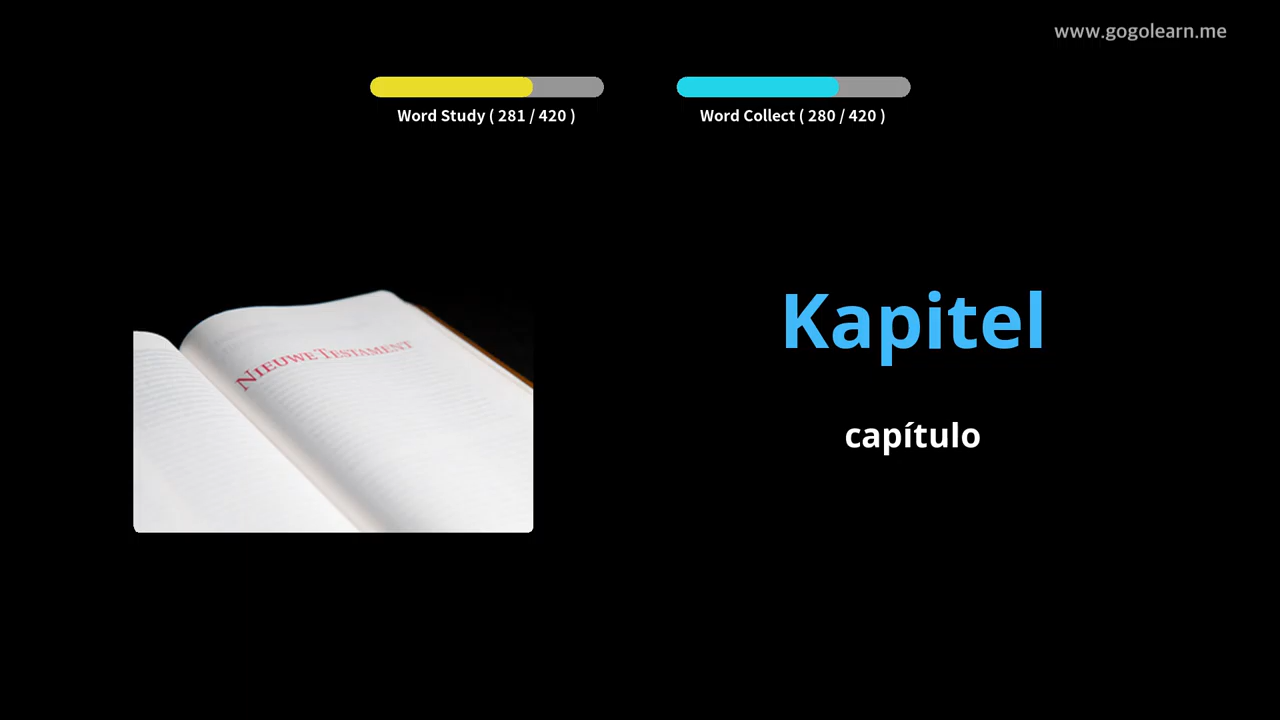 www.gogolearn.me
Word Study ( 281 / 420 )
Word Collect ( 280 / 420 )
NIEUWE TESTAMENT
Kapitel
capítulo